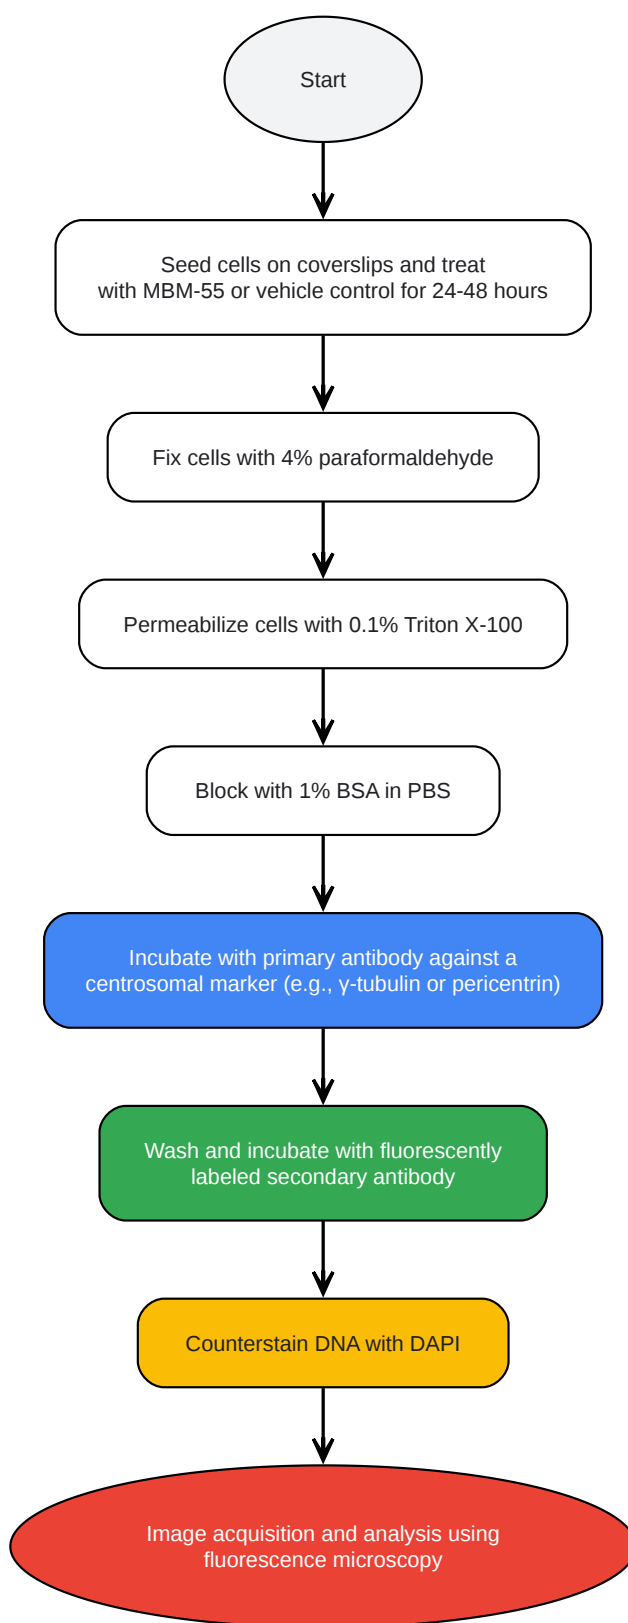 Start
Seed cells on coverslips and treat
with MBM-55 or vehicle control for 24-48 hours
Fix cells with 4% paraformaldehyde
Permeabilize cells with 0.1% Triton X-100
Block with 1% BSA in PBS
Incubate with primary antibody against a
centrosomal marker (e.g., γ-tubulin or pericentrin)
Wash and incubate with fluorescently
labeled secondary antibody
Counterstain DNA with DAPI
Image acquisition and analysis using
fluorescence microscopy